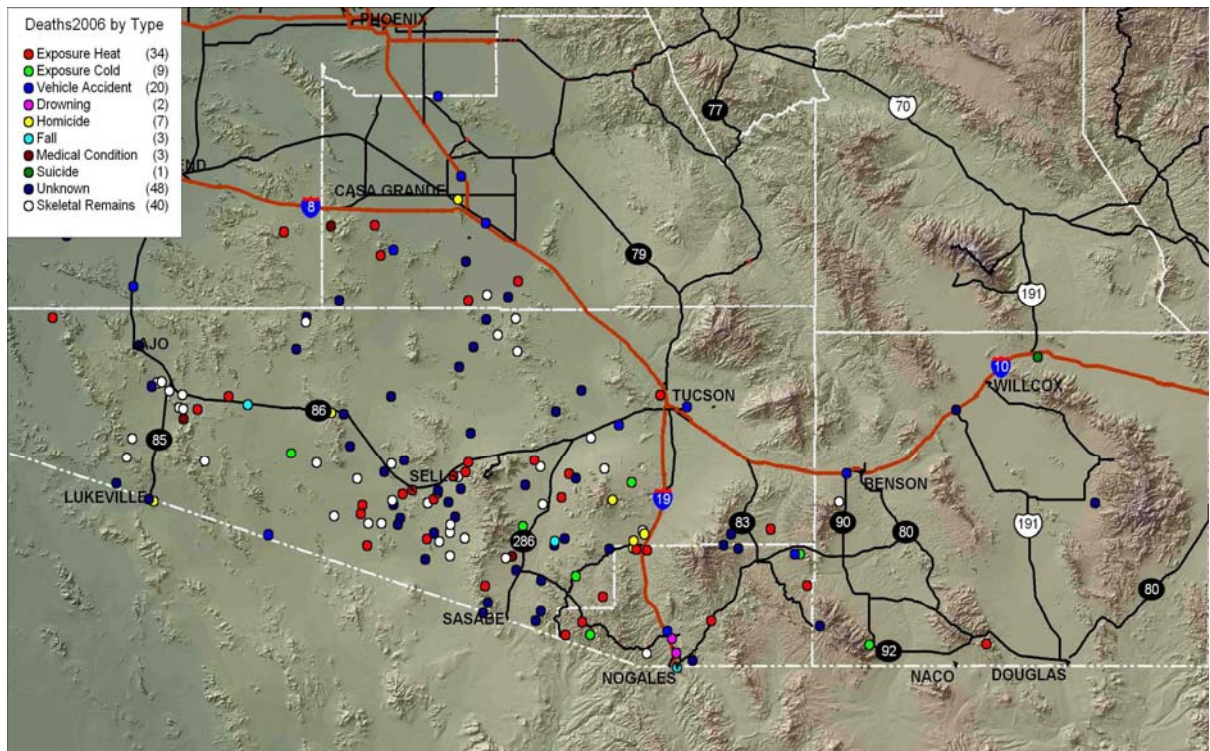 Deaths2006 by Type
Exposure Heat (34)
Exposure Cold (9)
Vehicle Accident (20)
Drowning (2)
Homicide (7)
Fall (3)
Medical Condition (3)
Suicide (1)
Unknown (48)
Skeletal Remains (40)
PHOENIX
77
70
END
CASA GRANDE
8
79
191
AJO
10
WILLCOX
TUCSON
86
85
SELLS
BENSON
LUKEVILLE
19
83
90
80
191
286
80
SASABE
92
NOGALES
NACO
DOUGLAS